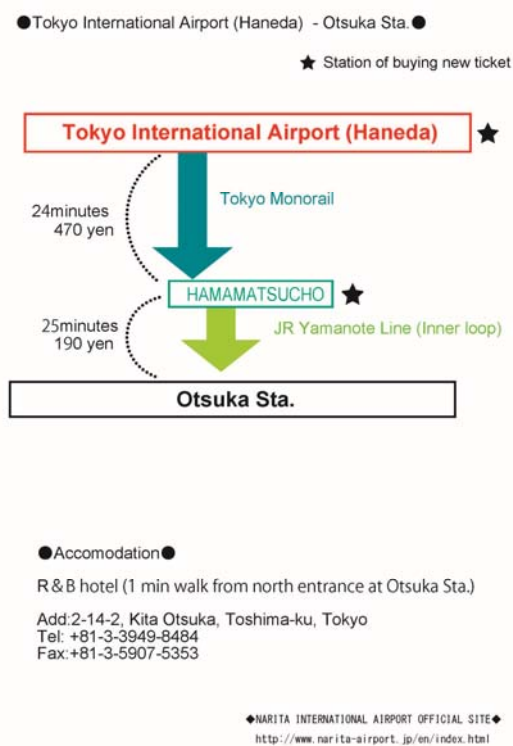 ●Tokyo International Airport (Haneda) - Otsuka Sta.●
★ Station of buying new ticket
Tokyo International Airport (Haneda) ★
24minutes
470 yen
Tokyo Monorail
HAMAMATSUCHO ★
25minutes
190 yen
JR Yamanote Line (Inner loop)
Otsuka Sta.
●Accomodation●
R&B hotel (1 min walk from north entrance at Otsuka Sta.)
Add:2-14-2, Kita Otsuka, Toshima-ku, Tokyo
Tel: +81-3-3949-8484
Fax:+81-3-5907-5353
◆NARITA INTERNATIONAL AIRPORT OFFICIAL SITE◆
http://www.narita-airport.jp/en/index.html